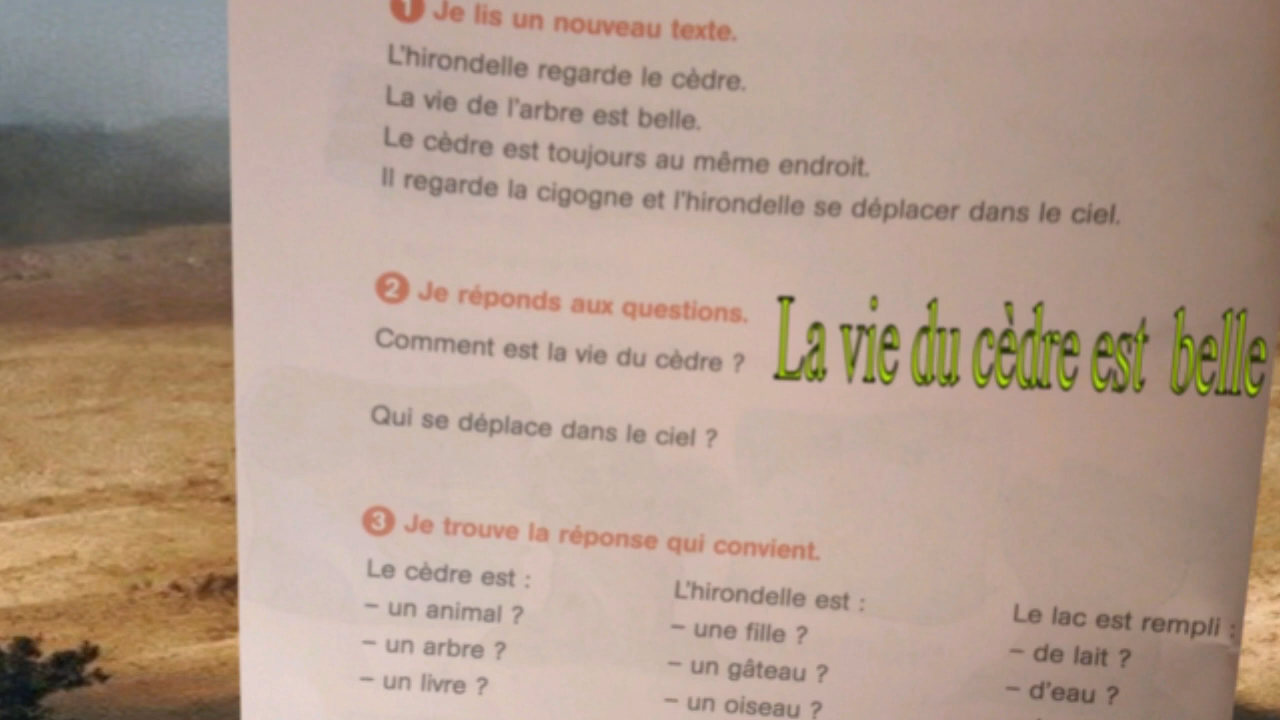 1 Je lis un nouveau texte.
L'hirondelle regarde le cèdre.
La vie de l'arbre est belle.
Le cèdre est toujours au même endroit.
Il regarde la cigogne et l'hirondelle se déplacer dans le ciel.
2 Je réponds aux questions.
Comment est la vie du cèdre ? La vie du cèdre est belle
Qui se déplace dans le ciel ?
3 Je trouve la réponse qui convient.
Le cèdre est :
– un animal ?
– un arbre ?
– un livre ?
L'hirondelle est :
– une fille ?
– un gâteau ?
– un oiseau ?
Le lac est rempli :
– de lait ?
– d'eau ?